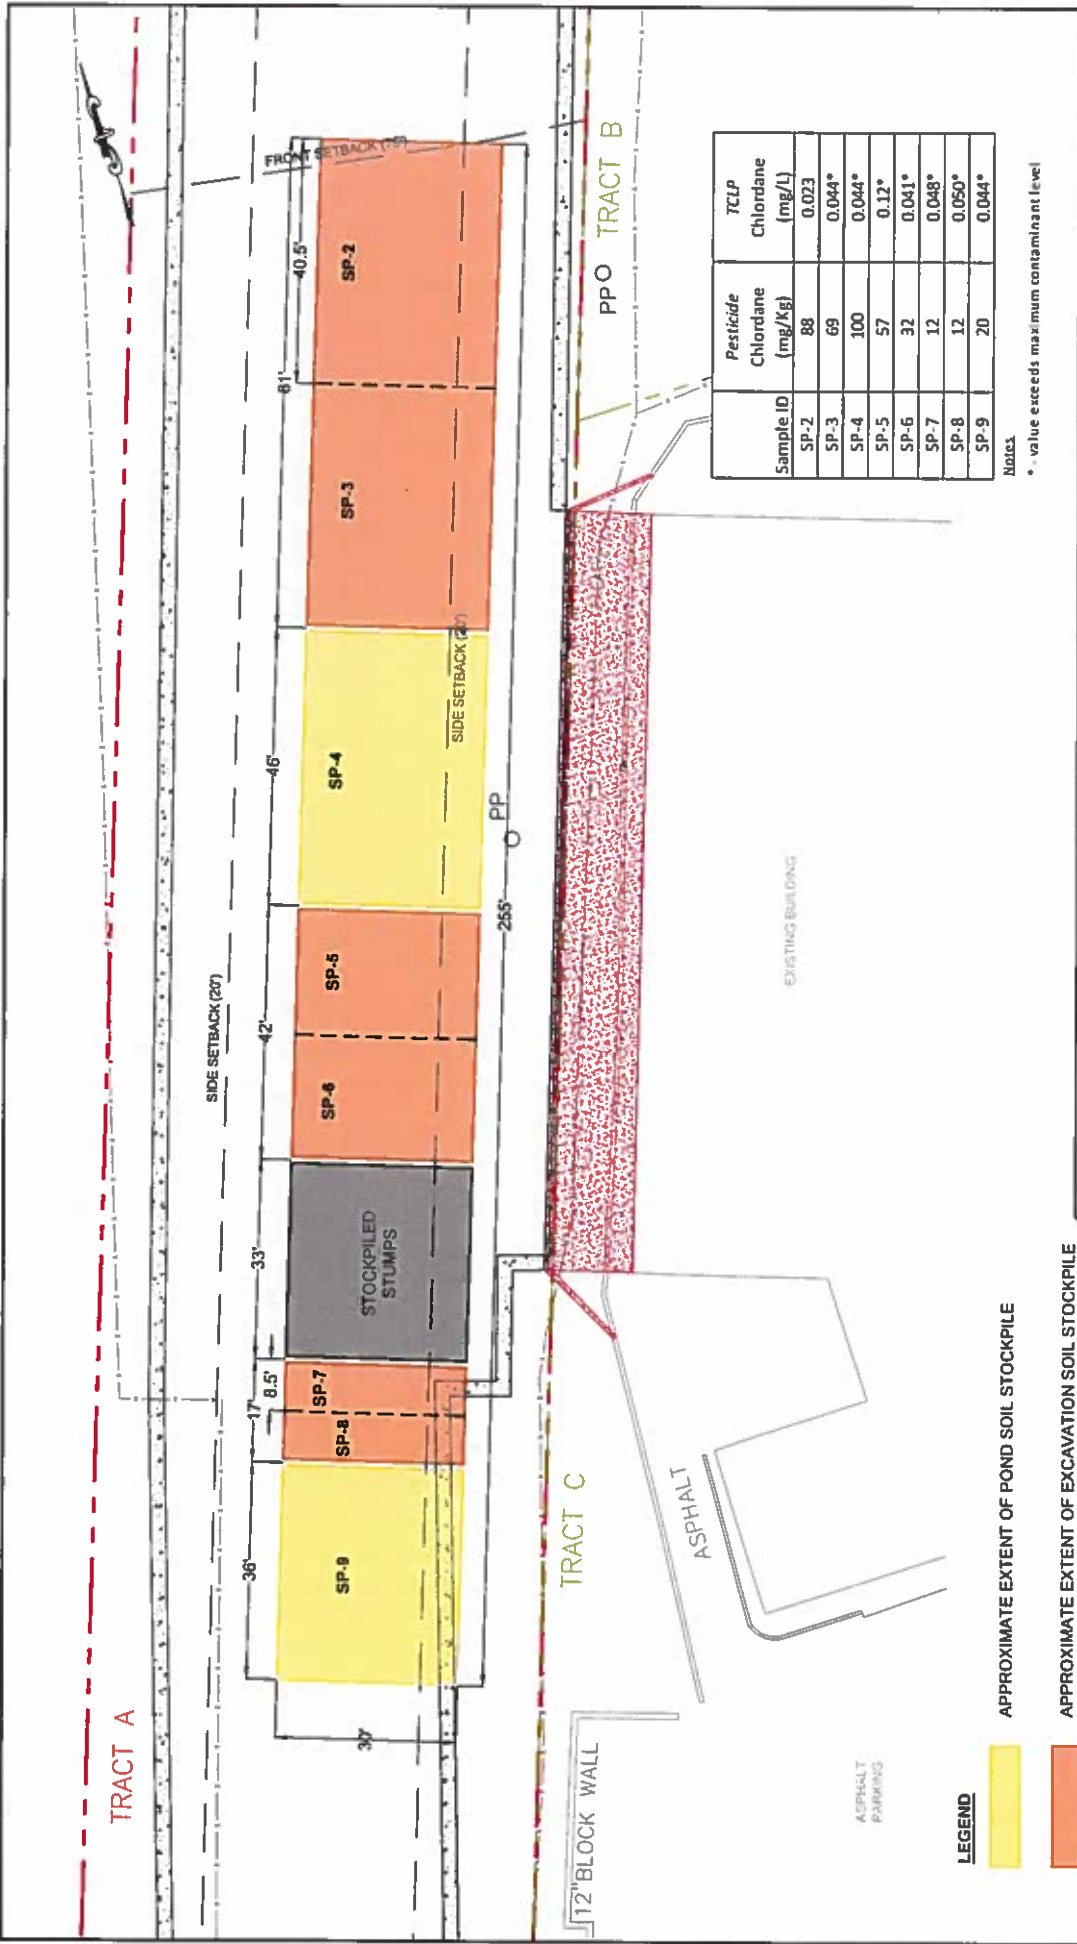 TRACT A
SIDE SETBACK (20')
FRONT SETBACK (75')
36'
17'
8.5'
33'
42'
46'
81'
40.5'
SP-9
SP-8
SP-7
STOCKPILED
STUMPS
SP-6
SP-5
SP-4
SP-3
SP-2
SIDE SETBACK (20')
30'
255'
PP
PP
TRACT C
TRACT B
12" BLOCK WALL
ASPHALT
ASPHALT
PARKING
EXISTING BUILDING
Sample ID Pesticide Chlordane (mg/Kg) TCLP Chlordane (mg/L)
SP-2 88 0.023
SP-3 69 0.044*
SP-4 100 0.044*
SP-5 57 0.12*
SP-6 32 0.041*
SP-7 12 0.048*
SP-8 12 0.050*
SP-9 20 0.044*
Notes
* - value exceeds maximum contaminant level
LEGEND
APPROXIMATE EXTENT OF POND SOIL STOCKPILE
APPROXIMATE EXTENT OF EXCAVATION SOIL STOCKPILE